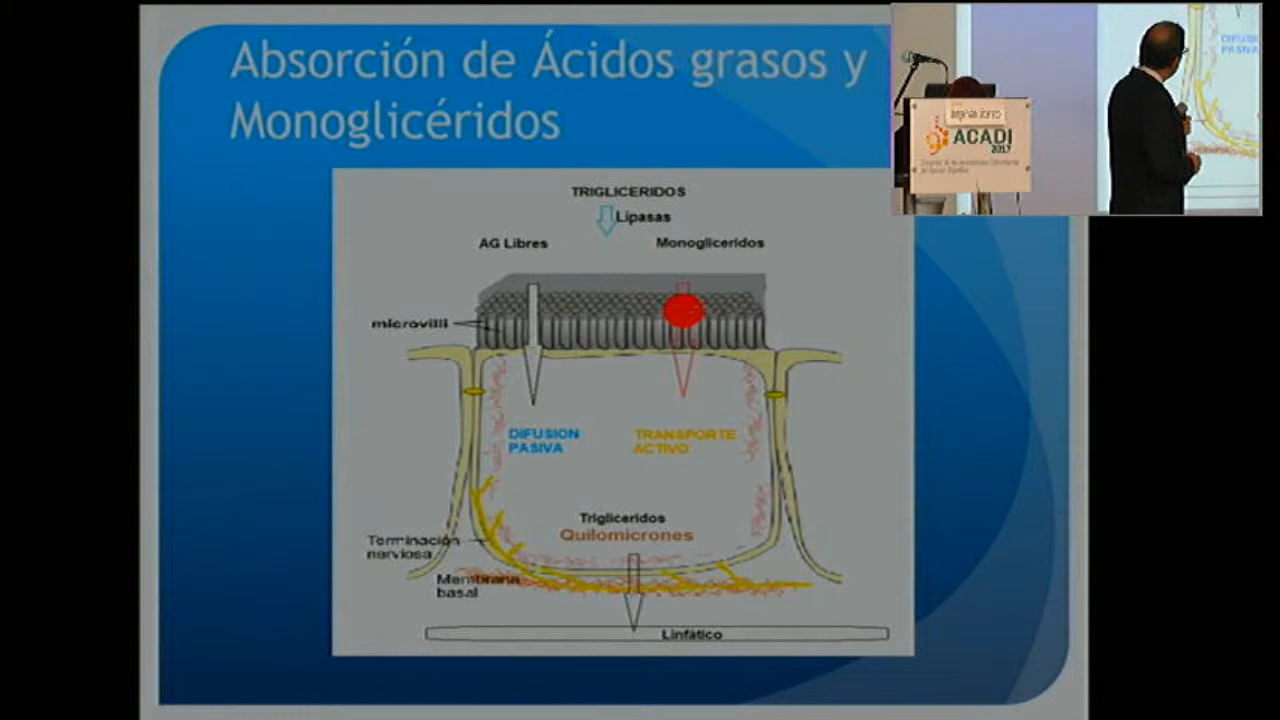 Absorción de Ácidos grasos y
Monoglicéridos
TRIGLICERIDOS
Lipasas
AG Libres
Monogliceridos
microvilli
DIFUSION
PASIVA
TRANSPORTE
ACTIVO
Trigliceridos
Quilomicrones
Terminación
nerviosa
Membrana
basal
Linfático
ACADI
2017
DIFUSI
PASIVA